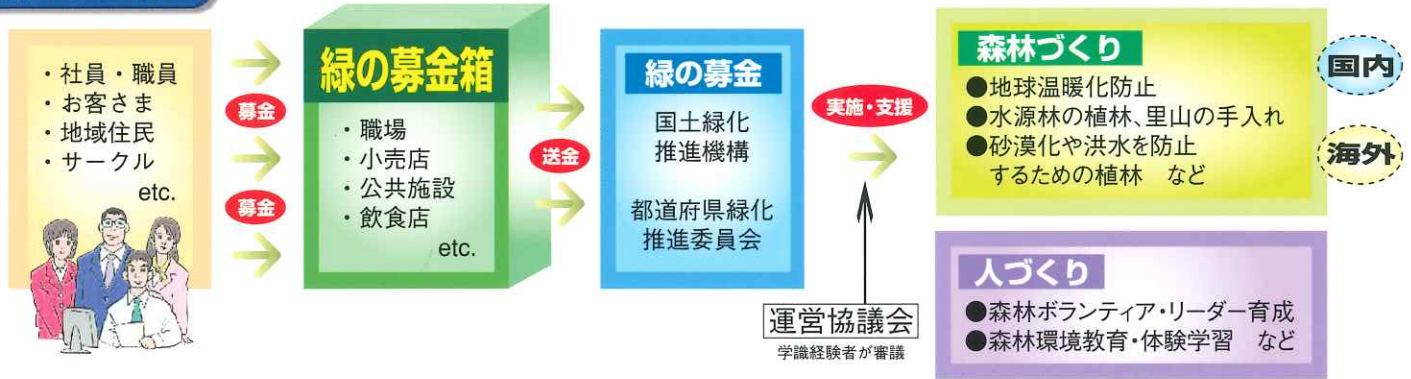 ・社員・職員
・お客さま
・地域住民
・サークル
etc.
募金
募金
緑の募金箱
・職場
・小売店
・公共施設
・飲食店
etc.
送金
緑の募金
国土緑化
推進機構
都道府県緑化
推進委員会
実施・支援
運営協議会
学識経験者が審議
森林づくり
●地球温暖化防止
●水源林の植林、里山の手入れ
●砂漠化や洪水を防止
するための植林　など
国内
海外
人づくり
●森林ボランティア・リーダー育成
●森林環境教育・体験学習　など